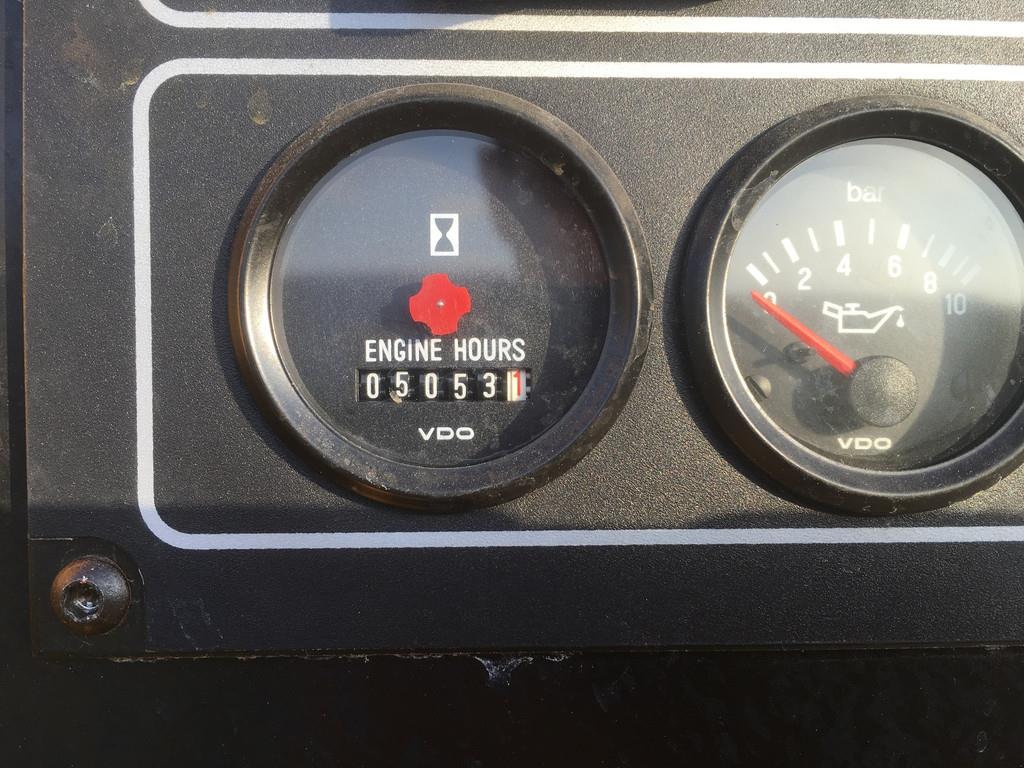 ENGINE HOURS
050531
VDO
bar
0 2 4 6 8 10
VDO